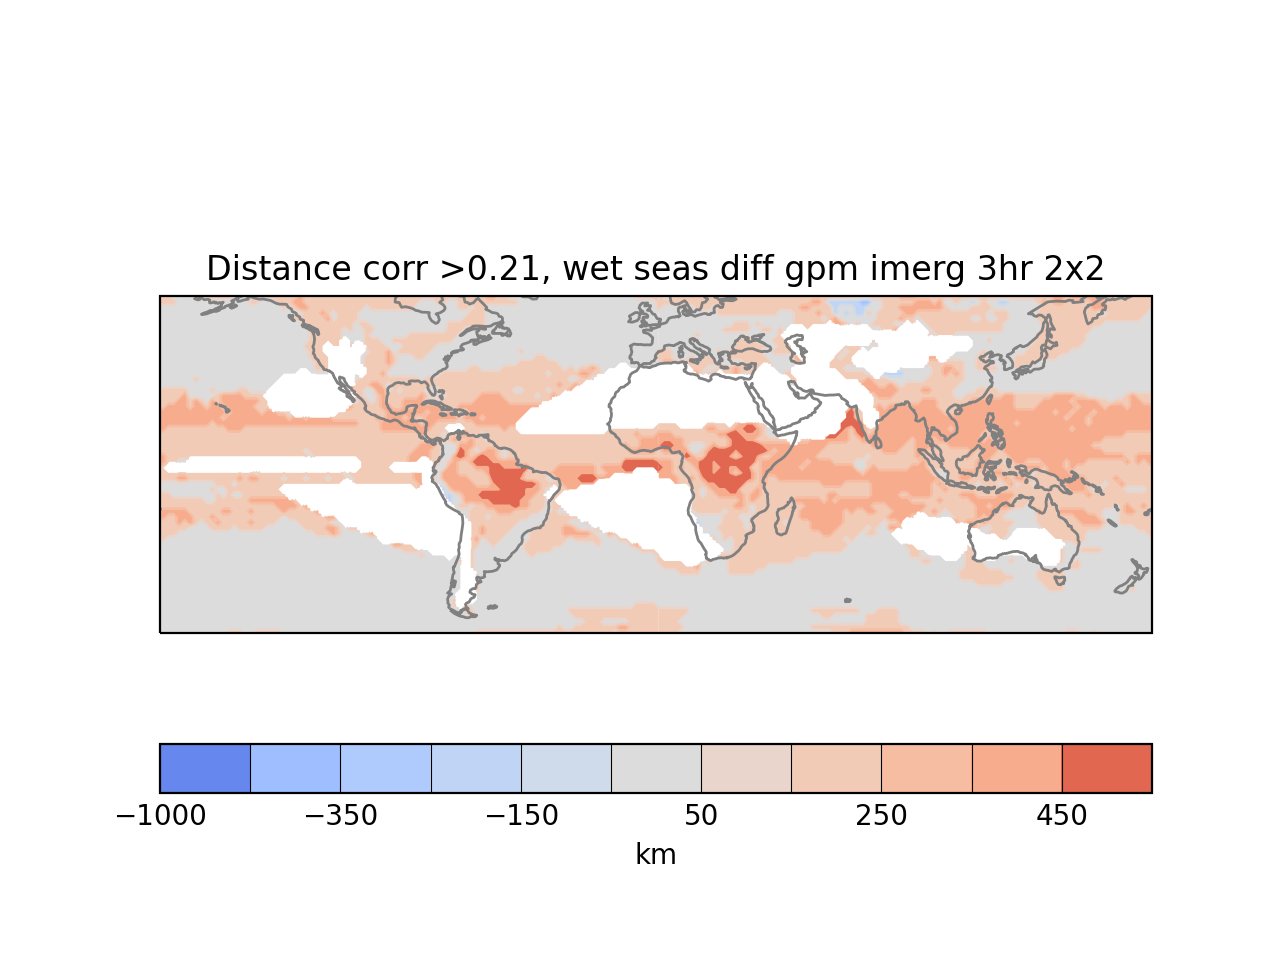 Distance corr >0.21, wet seas diff gpm imerg 3hr 2x2
−1000 −350 −150 50 250 450
km